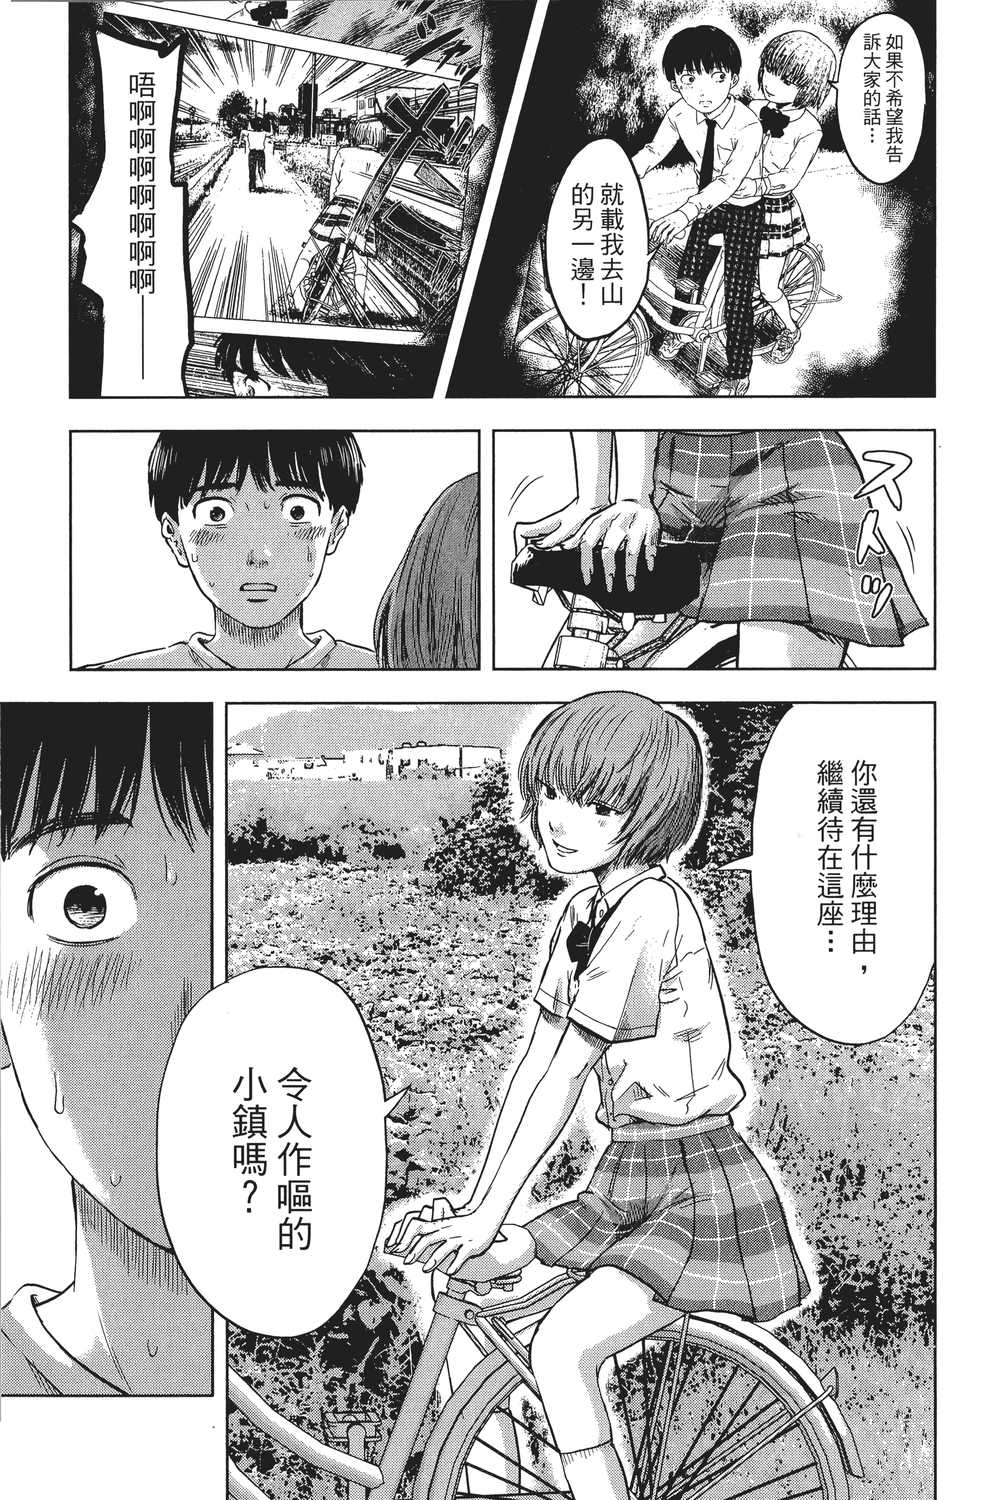 如果不希望我告
訴大家的話…
就載我去山
的另一邊！
唔啊啊啊啊啊啊啊——
スッ
你還有什麼理由，
繼續待在這座…
令人作嘔的
小鎮嗎？